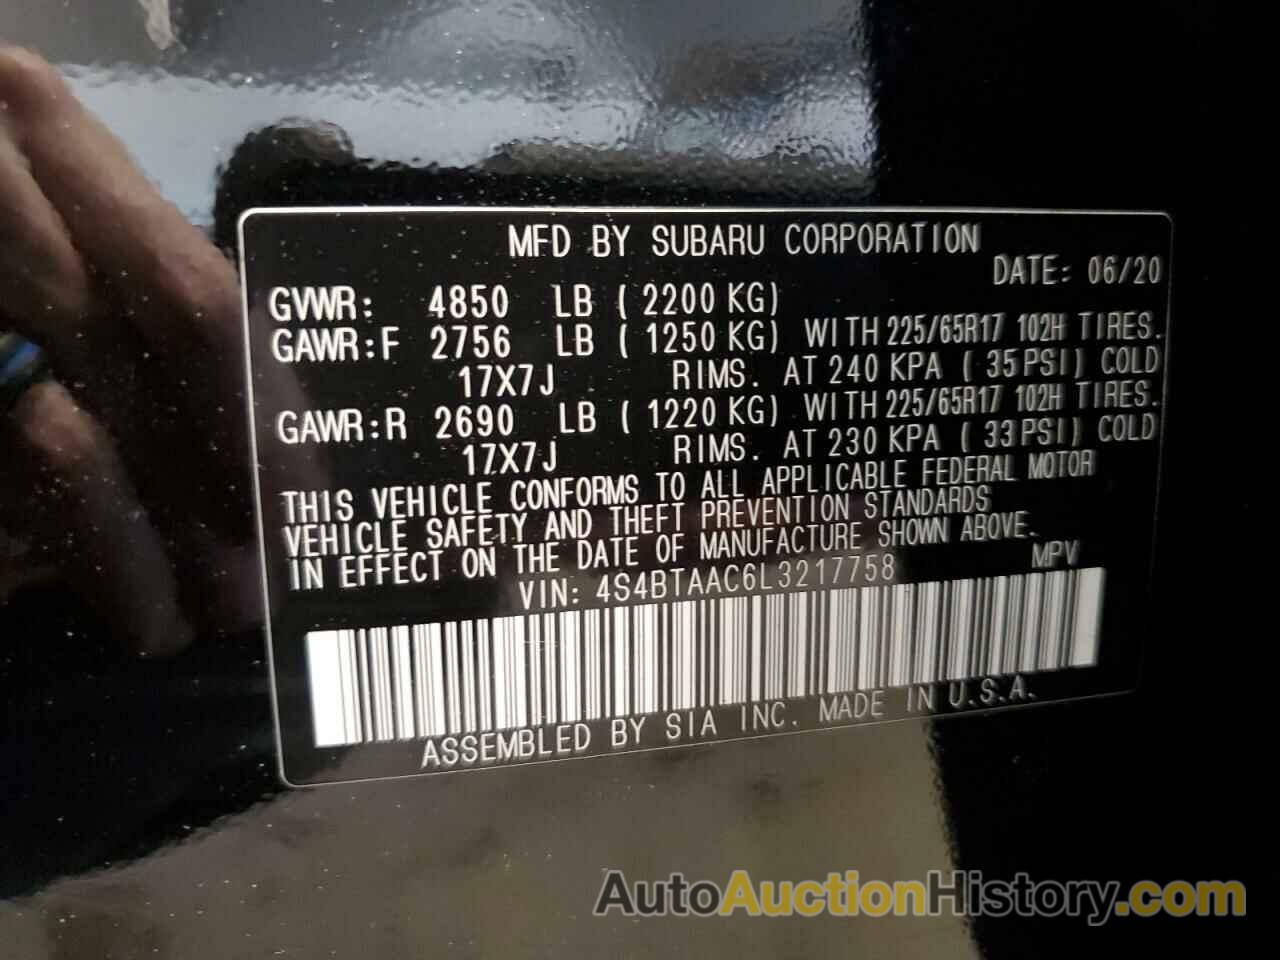 MFD BY SUBARU CORPORATION
DATE: 06/20
GVWR: 4850 LB ( 2200 KG)
GAWR:F 2756 LB ( 1250 KG) WITH 225/65R17 102H TIRES.
17X7J RIMS. AT 240 KPA ( 35 PSI) COLD
GAWR:R 2690 LB ( 1220 KG) WITH 225/65R17 102H TIRES.
17X7J RIMS. AT 230 KPA ( 33 PSI) COLD
THIS VEHICLE CONFORMS TO ALL APPLICABLE FEDERAL MOTOR
VEHICLE SAFETY AND THEFT PREVENTION STANDARDS
IN EFFECT ON THE DATE OF MANUFACTURE SHOWN ABOVE.
VIN: 4S4BTAAC6L3217758 MPV
ASSEMBLED BY SIA INC. MADE IN U.S.A.
AutoAuctionHistory.com